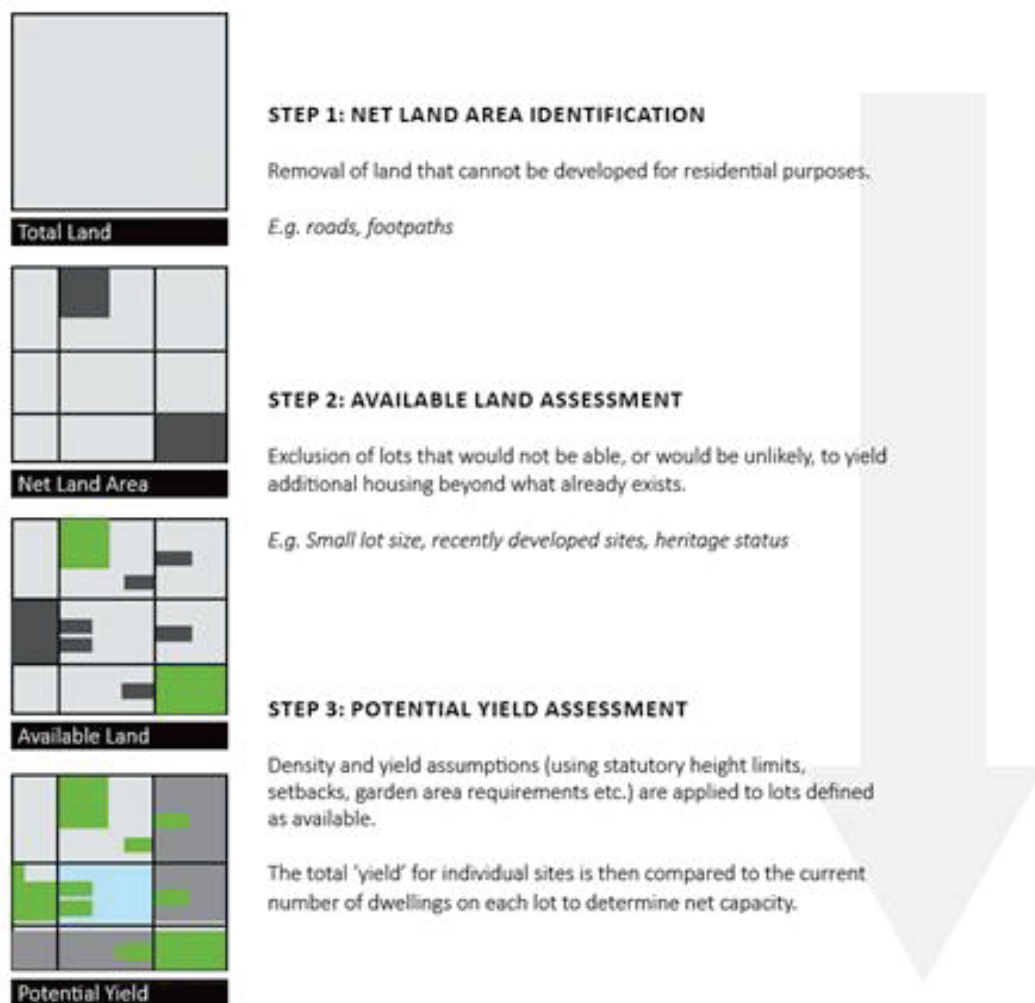 Total Land
STEP 1: NET LAND AREA IDENTIFICATION
Removal of land that cannot be developed for residential purposes.
E.g. roads, footpaths
Net Land Area
STEP 2: AVAILABLE LAND ASSESSMENT
Exclusion of lots that would not be able, or would be unlikely, to yield
additional housing beyond what already exists.
E.g. Small lot size, recently developed sites, heritage status
Available Land
STEP 3: POTENTIAL YIELD ASSESSMENT
Density and yield assumptions (using statutory height limits,
setbacks, garden area requirements etc.) are applied to lots defined
as available.
The total ‘yield’ for individual sites is then compared to the current
number of dwellings on each lot to determine net capacity.
Potential Yield